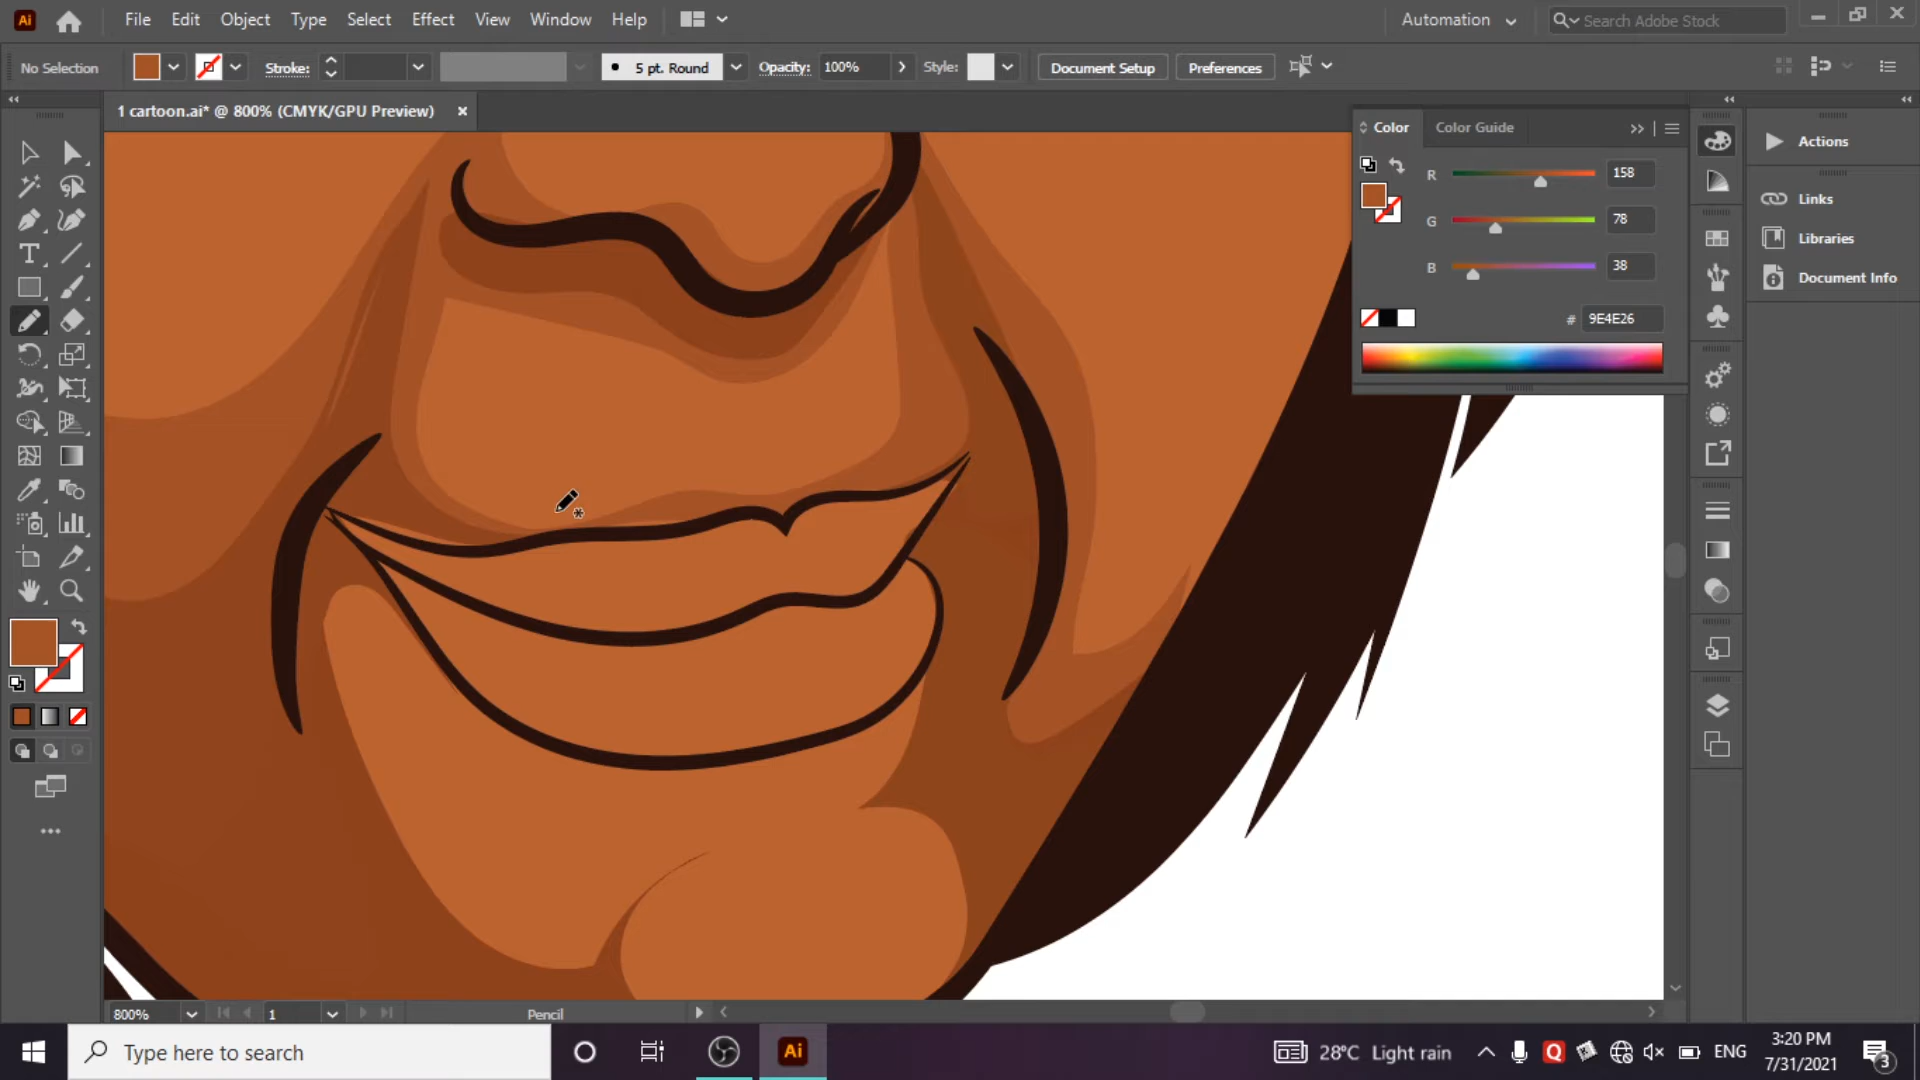 Ai File Edit Object Type Select Effect View Window Help Automation Search Adobe Stock
No Selection Stroke: 5 pt. Round Opacity: 100% Style: Document Setup Preferences
1 cartoon.ai* @ 800% (CMYK/GPU Preview)
Color Color Guide
R 158
G 78
B 38
# 9E4E26
Actions
Links
Libraries
Document Info
800% 1 Pencil
Type here to search
Ai
28°C Light rain
ENG
3:20 PM
7/31/2021
3